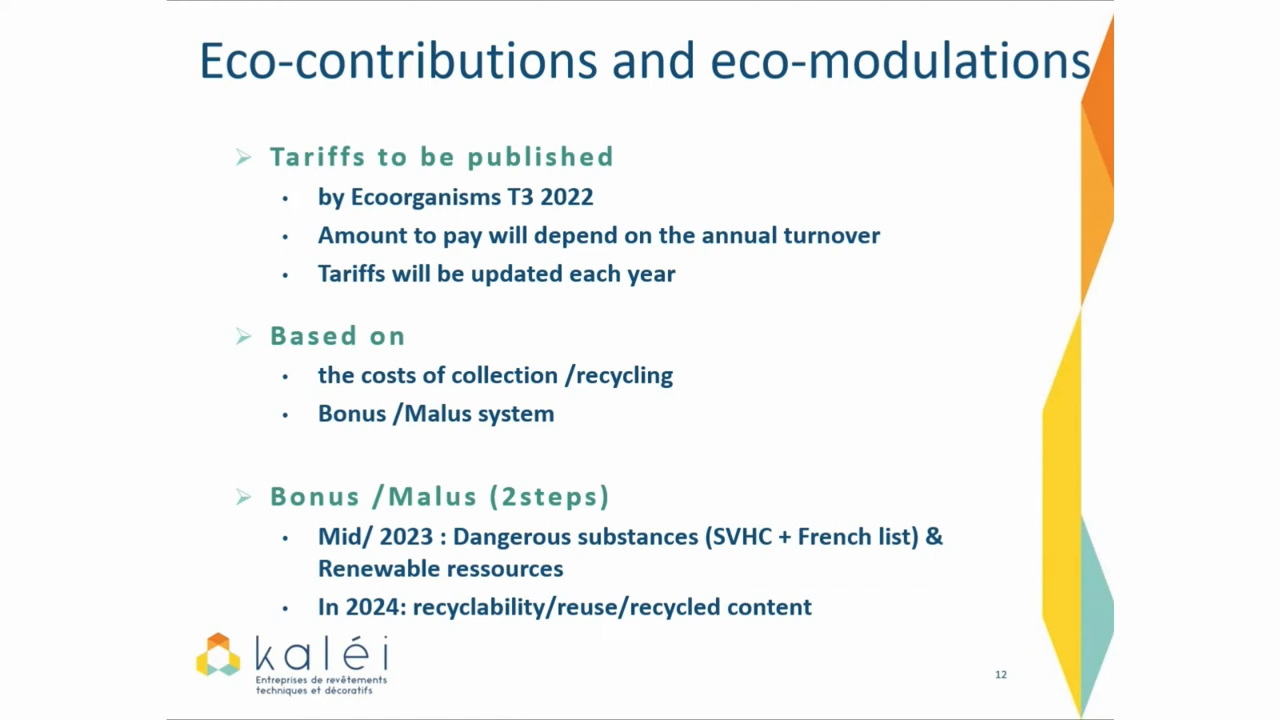 Eco-contributions and eco-modulations
Tariffs to be published
by Ecoorganisms T3 2022
Amount to pay will depend on the annual turnover
Tariffs will be updated each year
Based on
the costs of collection /recycling
Bonus /Malus system
Bonus /Malus (2steps)
Mid/ 2023 : Dangerous substances (SVHC + French list) &
Renewable ressources
In 2024: recyclability/reuse/recycled content
kaléi
Entreprises de revêtements
techniques et décoratifs
12